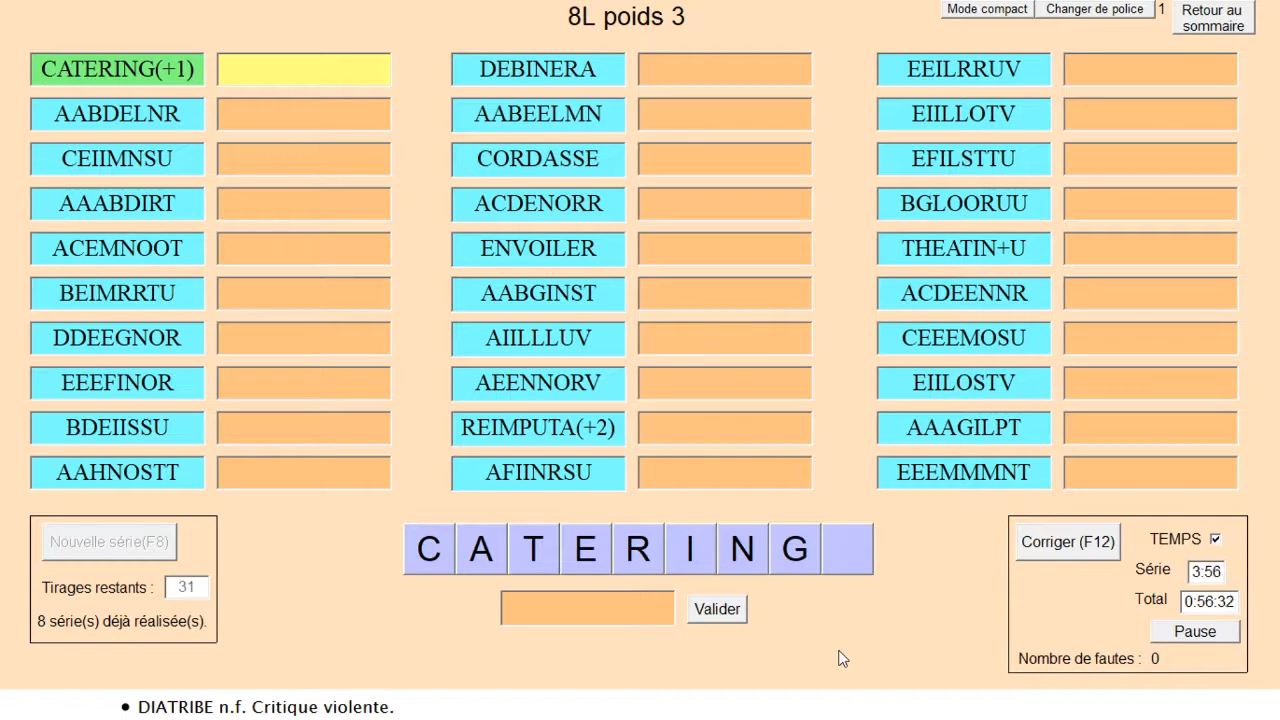 8L poids 3
Mode compact
Changer de police
1
Retour au
sommaire
CATERING(+1)
DEBINERA
EEILRRUV
AABDELNR
AABEELMN
EIILLOTV
CEIIMNSU
CORDASSE
EFILSTTU
AAABDIRT
ACDENORR
BGLOORUU
ACEMNOOT
ENVOILER
THEATIN+U
BEIMRRTU
AABGINST
ACDEENNR
DDEEGNOR
AIILLLUV
CEEEMOSU
EEEFINOR
AEENNORV
EIILOSTV
BDEIISSU
REIMPUTA(+2)
AAAGILPT
AAHNOSTT
AFIINRSU
EEEMMMNT
Nouvelle série(F8)
Tirages restants : 31
8 série(s) déjà réalisée(s).
C A T E R I N G
Valider
Corriger (F12)
TEMPS
Série 3:56
Total 0:56:32
Pause
Nombre de fautes : 0
• DIATRIBE n.f. Critique violente.